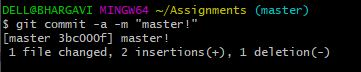 DELL@BHARGAVI MINGW64 ~/Assignments (master)
$ git commit -a -m "master!"
[master 3bc000f] master!
1 file changed, 2 insertions(+), 1 deletion(-)